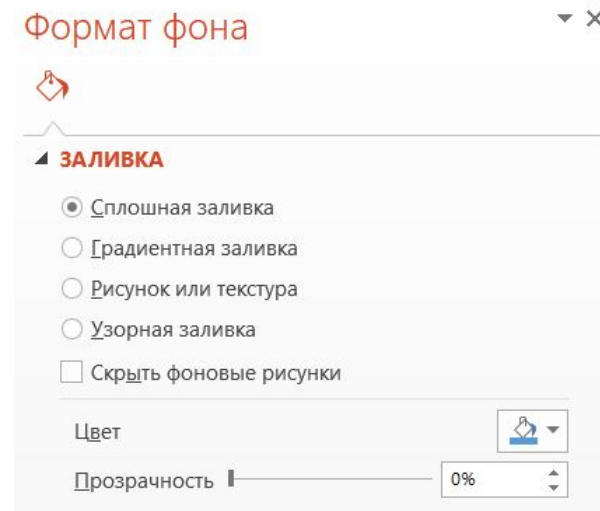 Формат фона
ЗАЛИВКА
Сплошная заливка
Градиентная заливка
Рисунок или текстура
Узорная заливка
Скрыть фоновые рисунки
Цвет
Прозрачность 0%